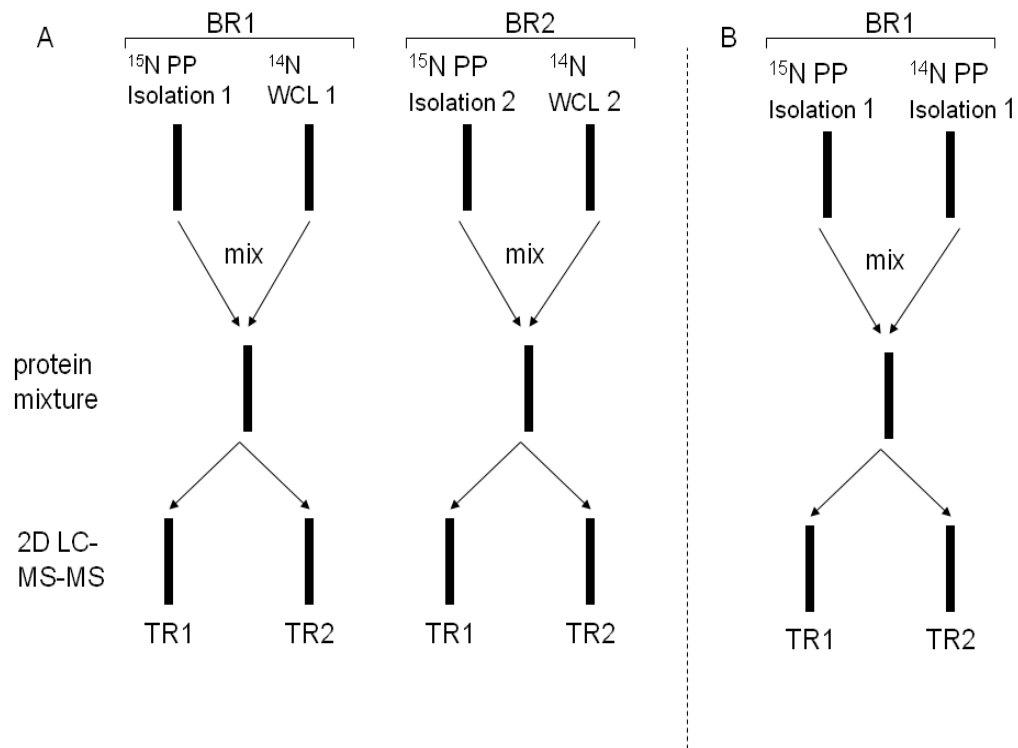 A
BR1
¹⁵N PP
Isolation 1
¹⁴N
WCL 1
mix
BR2
¹⁵N PP
Isolation 2
¹⁴N
WCL 2
mix
protein
mixture
2D LC-
MS-MS
TR1
TR2
TR1
TR2
B
BR1
¹⁵N PP
Isolation 1
¹⁴N PP
Isolation 1
mix
TR1
TR2